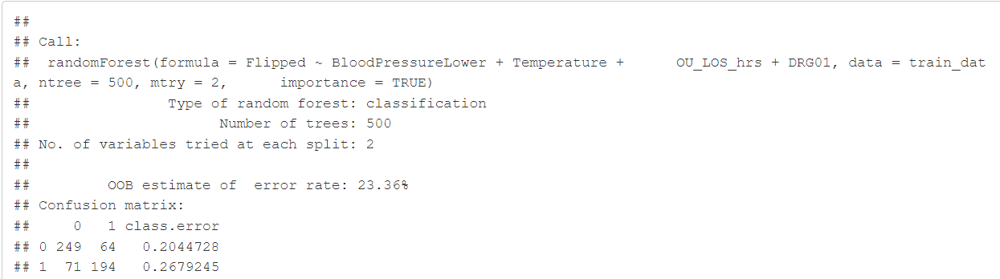 ##
## Call:
##  randomForest(formula = Flipped ~ BloodPressureLower + Temperature +      OU_LOS_hrs + DRG01, data = train_dat
a, ntree = 500, mtry = 2,      importance = TRUE)
##                Type of random forest: classification
##                      Number of trees: 500
## No. of variables tried at each split: 2
##
##         OOB estimate of  error rate: 23.36%
## Confusion matrix:
##     0   1 class.error
## 0 249  64   0.2044728
## 1  71 194   0.2679245